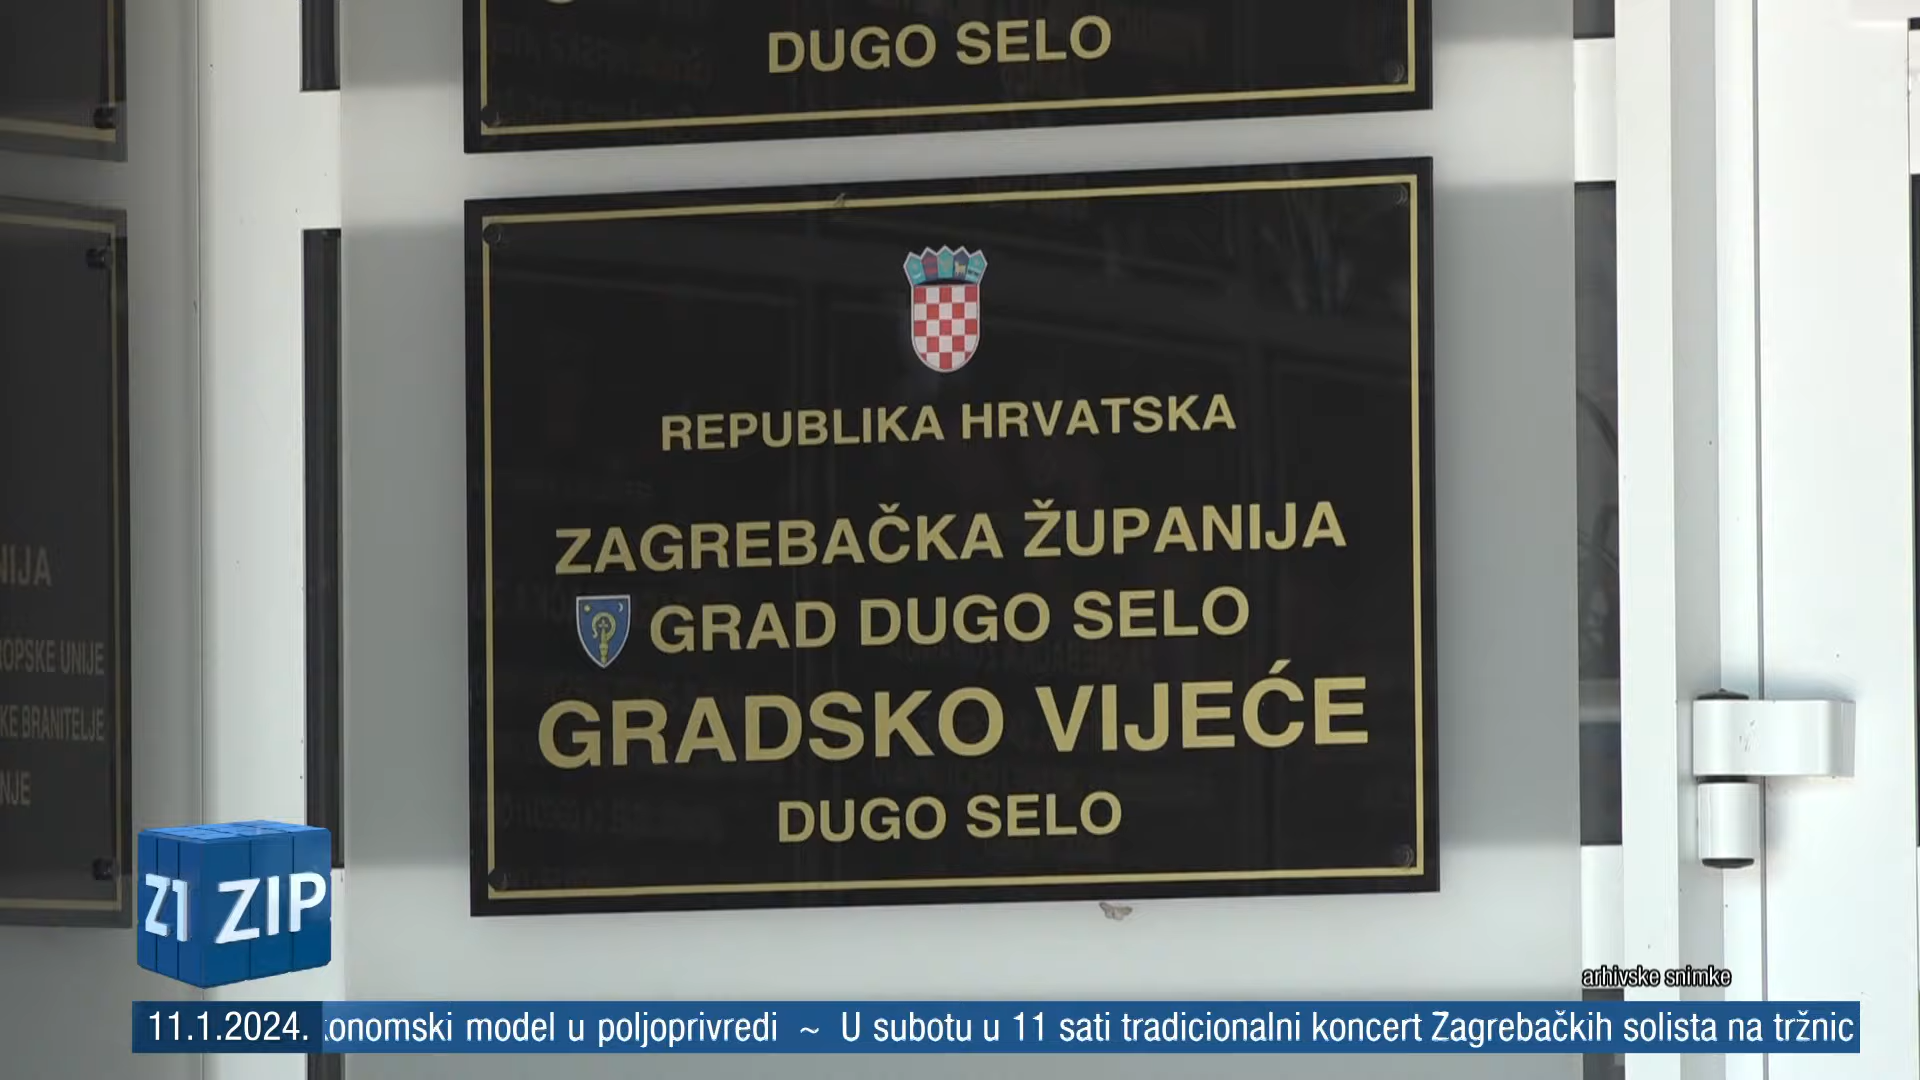 DUGO SELO
REPUBLIKA HRVATSKA
ZAGREBAČKA ŽUPANIJA
GRAD DUGO SELO
GRADSKO VIJEĆE
DUGO SELO
NIJA
OPSKE UNIJE
KE BRANITELJE
NJE
Z1 ZIP
arhivske snimke
11.1.2024. konomski model u poljoprivredi ~ U subotu u 11 sati tradicionalni koncert Zagrebačkih solista na tržnic